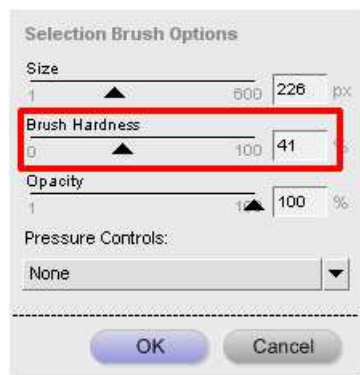 Selection Brush Options
Size
1 600 226 px
Brush Hardness
0 100 41 %
Opacity
1 100 100 %
Pressure Controls:
None
OK Cancel